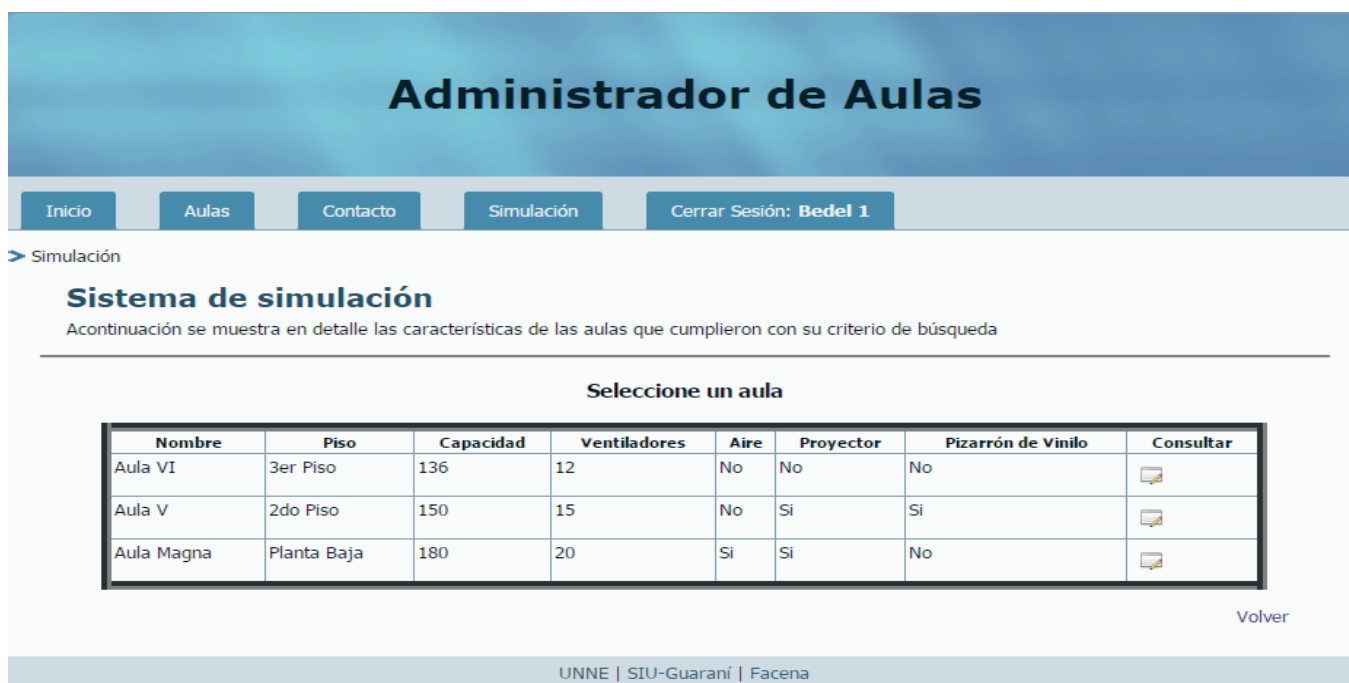 Administrador de Aulas
Inicio Aulas Contacto Simulación Cerrar Sesión: Bedel 1
> Simulación
Sistema de simulación
Acontinuación se muestra en detalle las características de las aulas que cumplieron con su criterio de búsqueda
Seleccione un aula
Nombre Piso Capacidad Ventiladores Aire Proyector Pizarrón de Vinilo Consultar
Aula VI 3er Piso 136 12 No No No
Aula V 2do Piso 150 15 No Si Si
Aula Magna Planta Baja 180 20 Si Si No
Volver
UNNE | SIU-Guaraní | Facena